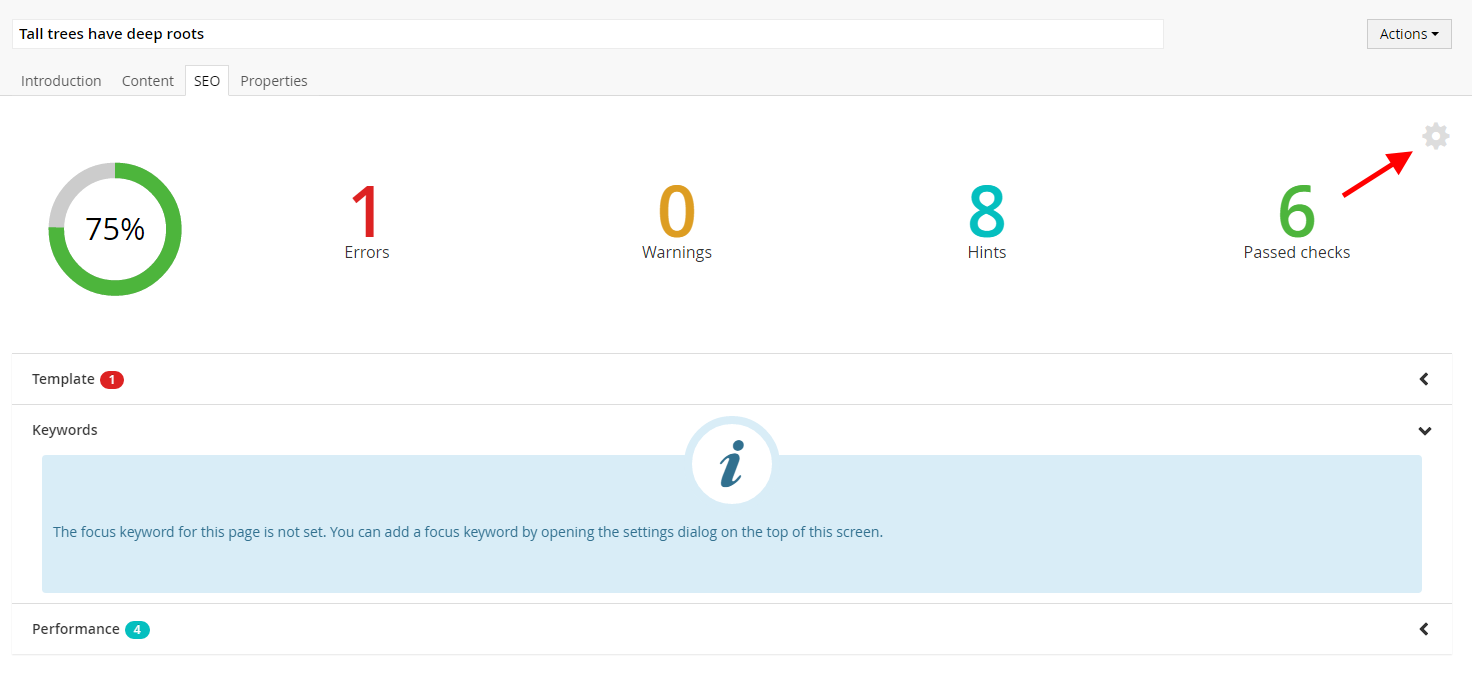 Tall trees have deep roots
Actions
Introduction Content SEO Properties
75%
1
Errors
0
Warnings
8
Hints
6
Passed checks
Template 1
Keywords
i
The focus keyword for this page is not set. You can add a focus keyword by opening the settings dialog on the top of this screen.
Performance 4